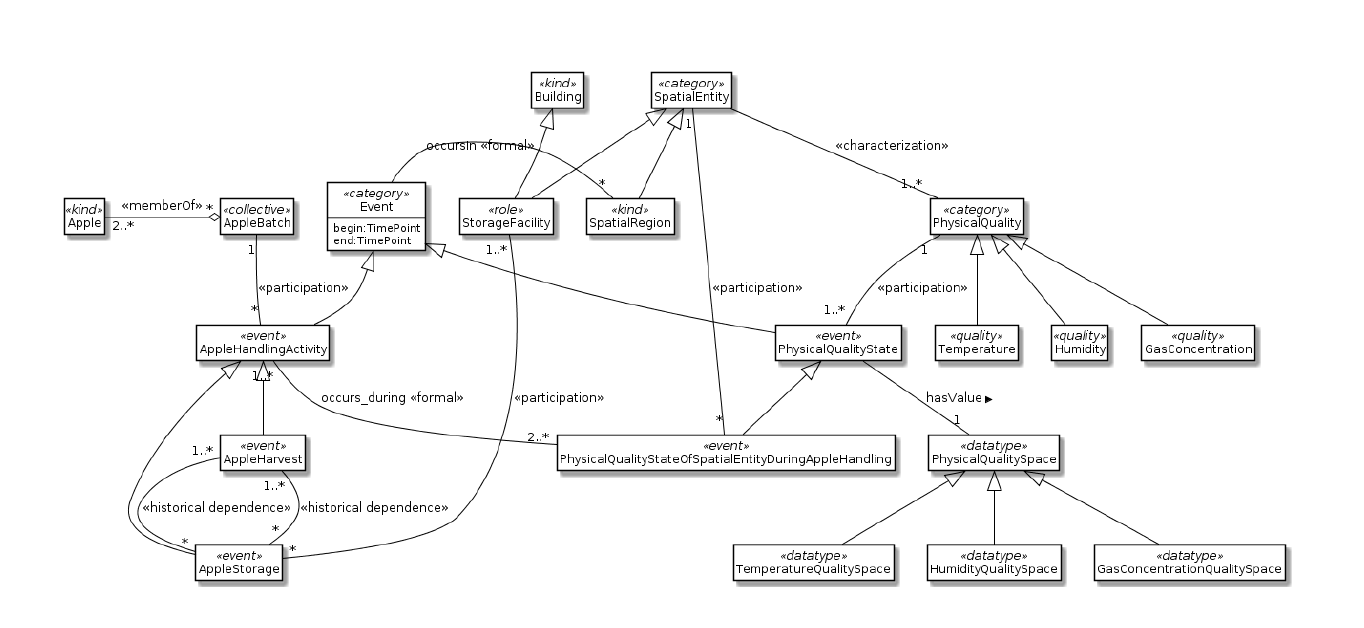 «kind»
Building
«category»
SpatialEntity
1
occursIn «formal»
«characterization»
*
1..*
«category»
Event
begin:TimePoint
end:TimePoint
«kind»
Apple
2..*
«memberOf»
*
«collective»
AppleBatch
«role»
StorageFacility
«kind»
SpatialRegion
«category»
PhysicalQuality
1
1..*
1
«participation»
«participation»
«participation»
*
1..*
«event»
AppleHandlingActivity
«event»
PhysicalQualityState
«quality»
Temperature
«quality»
Humidity
«quality»
GasConcentration
1..*
occurs_during «formal»
«participation»
hasValue ▶
*
1
2..*
1..*
«event»
AppleHarvest
«event»
PhysicalQualityStateOfSpatialEntityDuringAppleHandling
«datatype»
PhysicalQualitySpace
1..*
«historical dependence»
«historical dependence»
*
*
*
«event»
AppleStorage
«datatype»
TemperatureQualitySpace
«datatype»
HumidityQualitySpace
«datatype»
GasConcentrationQualitySpace